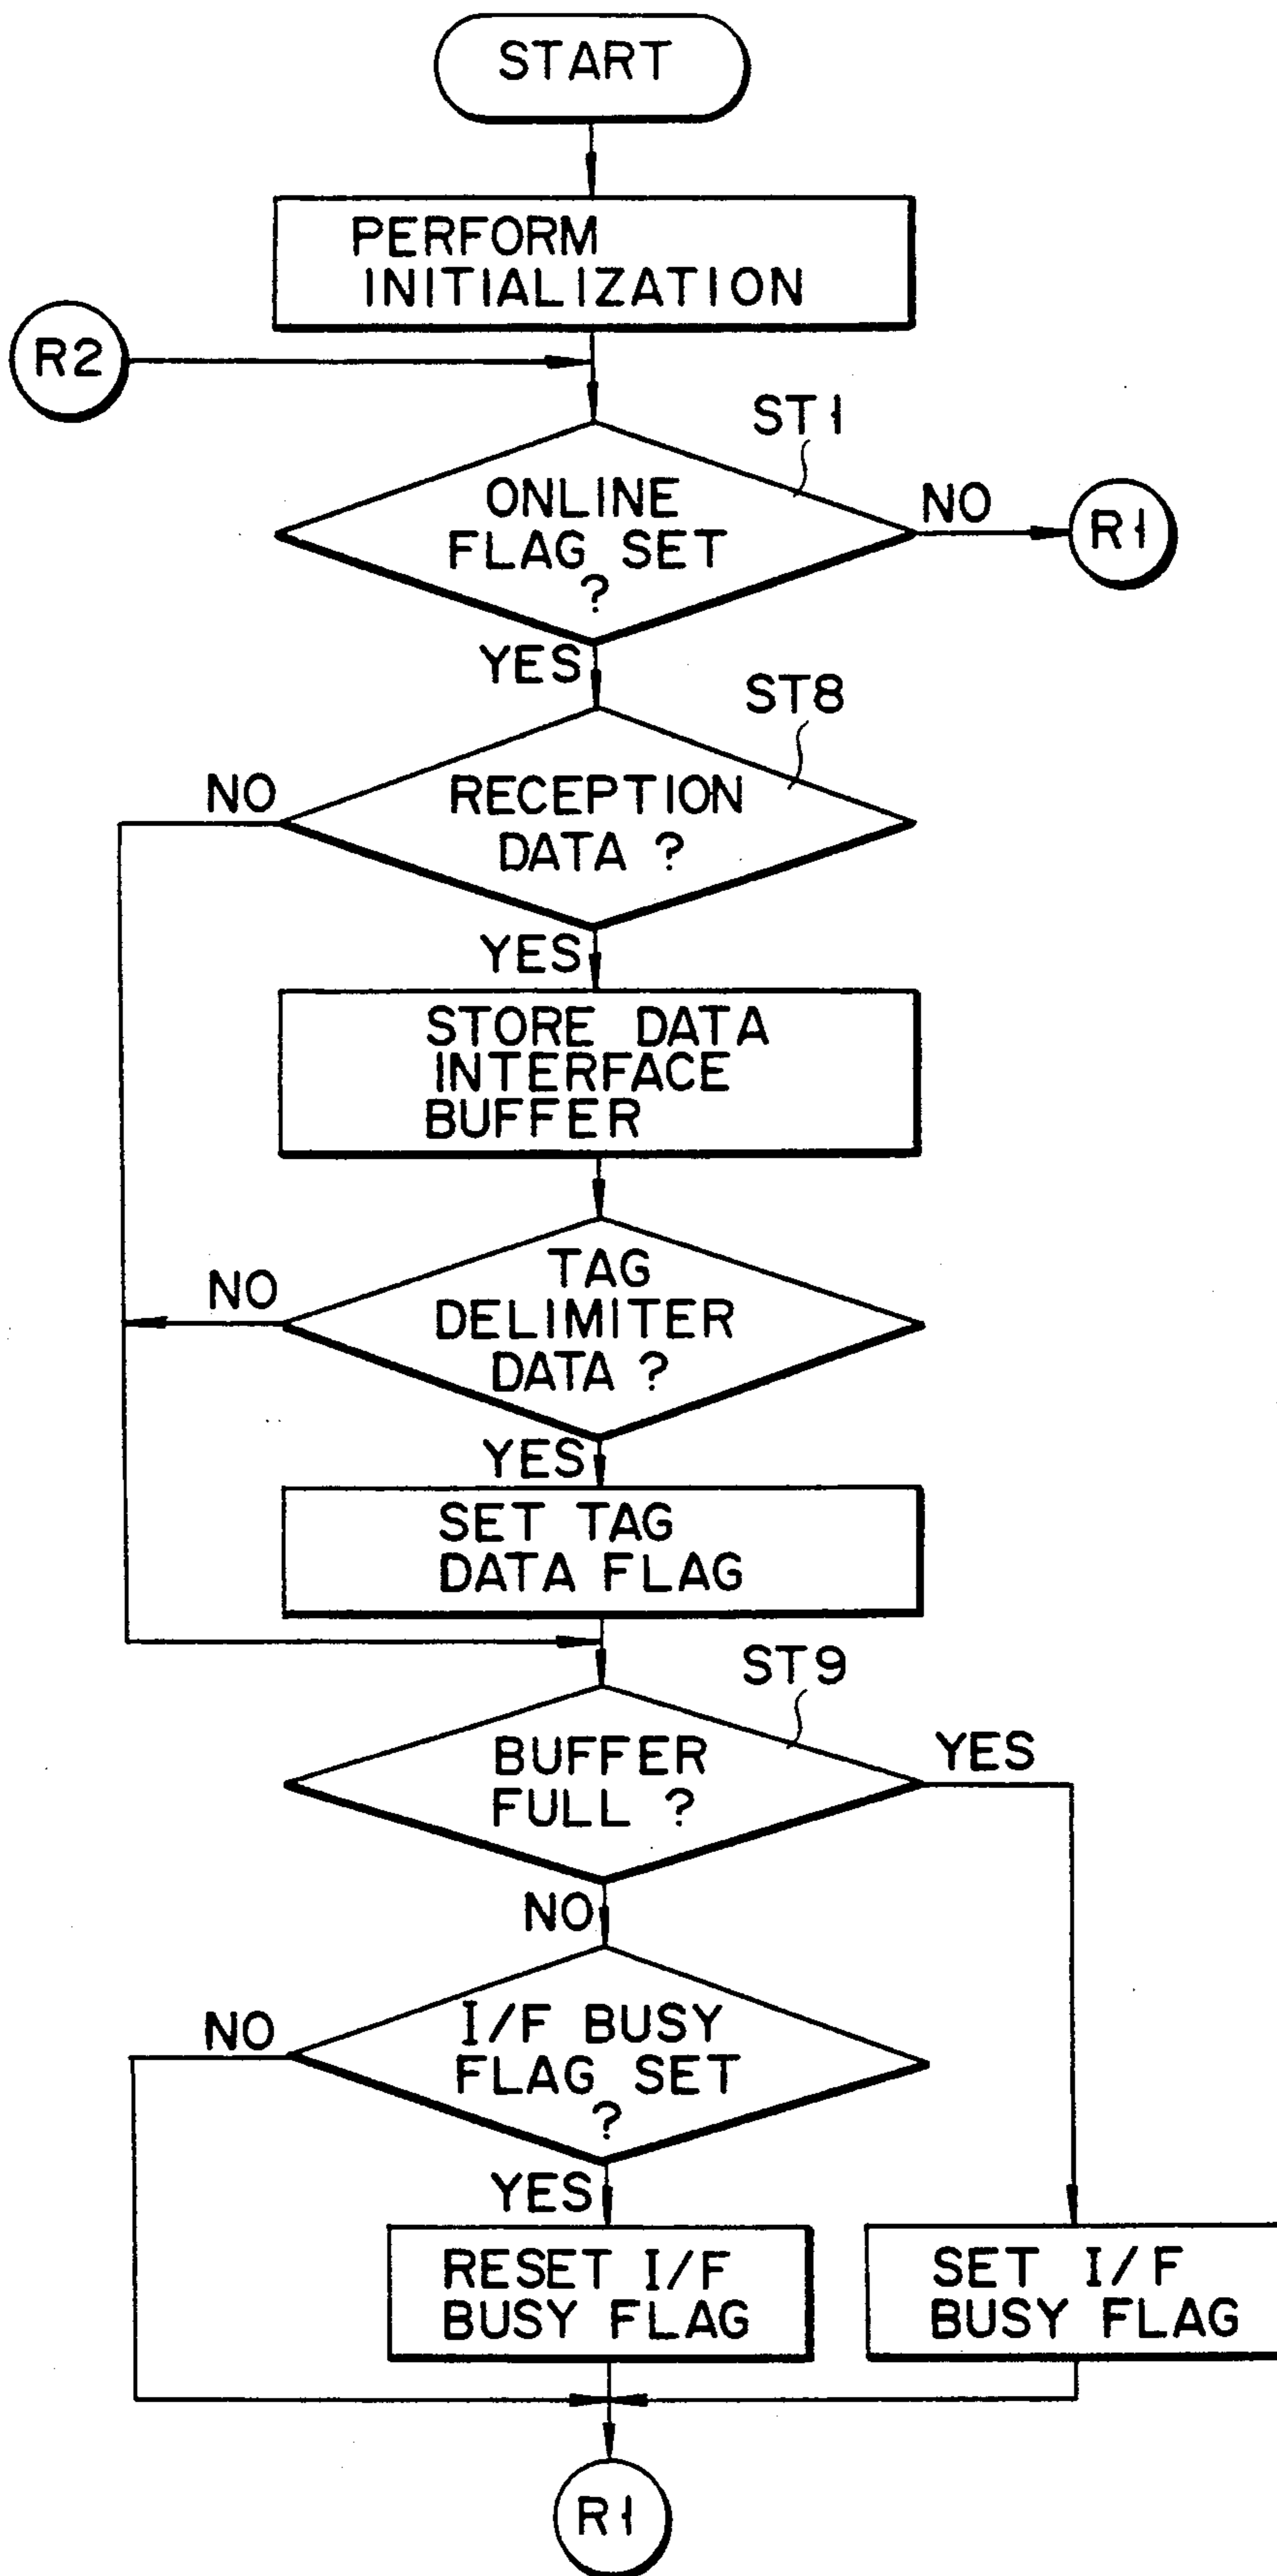 START
PERFORM
INITIALIZATION
R2
ST1
ONLINE
FLAG SET
?
NO
R1
YES
ST8
NO
RECEPTION
DATA ?
YES
STORE DATA
INTERFACE
BUFFER
NO
TAG
DELIMITER
DATA ?
YES
SET TAG
DATA FLAG
ST9
BUFFER
FULL ?
YES
NO
NO
I/F BUSY
FLAG SET
?
YES
RESET I/F
BUSY FLAG
SET I/F
BUSY FLAG
R1